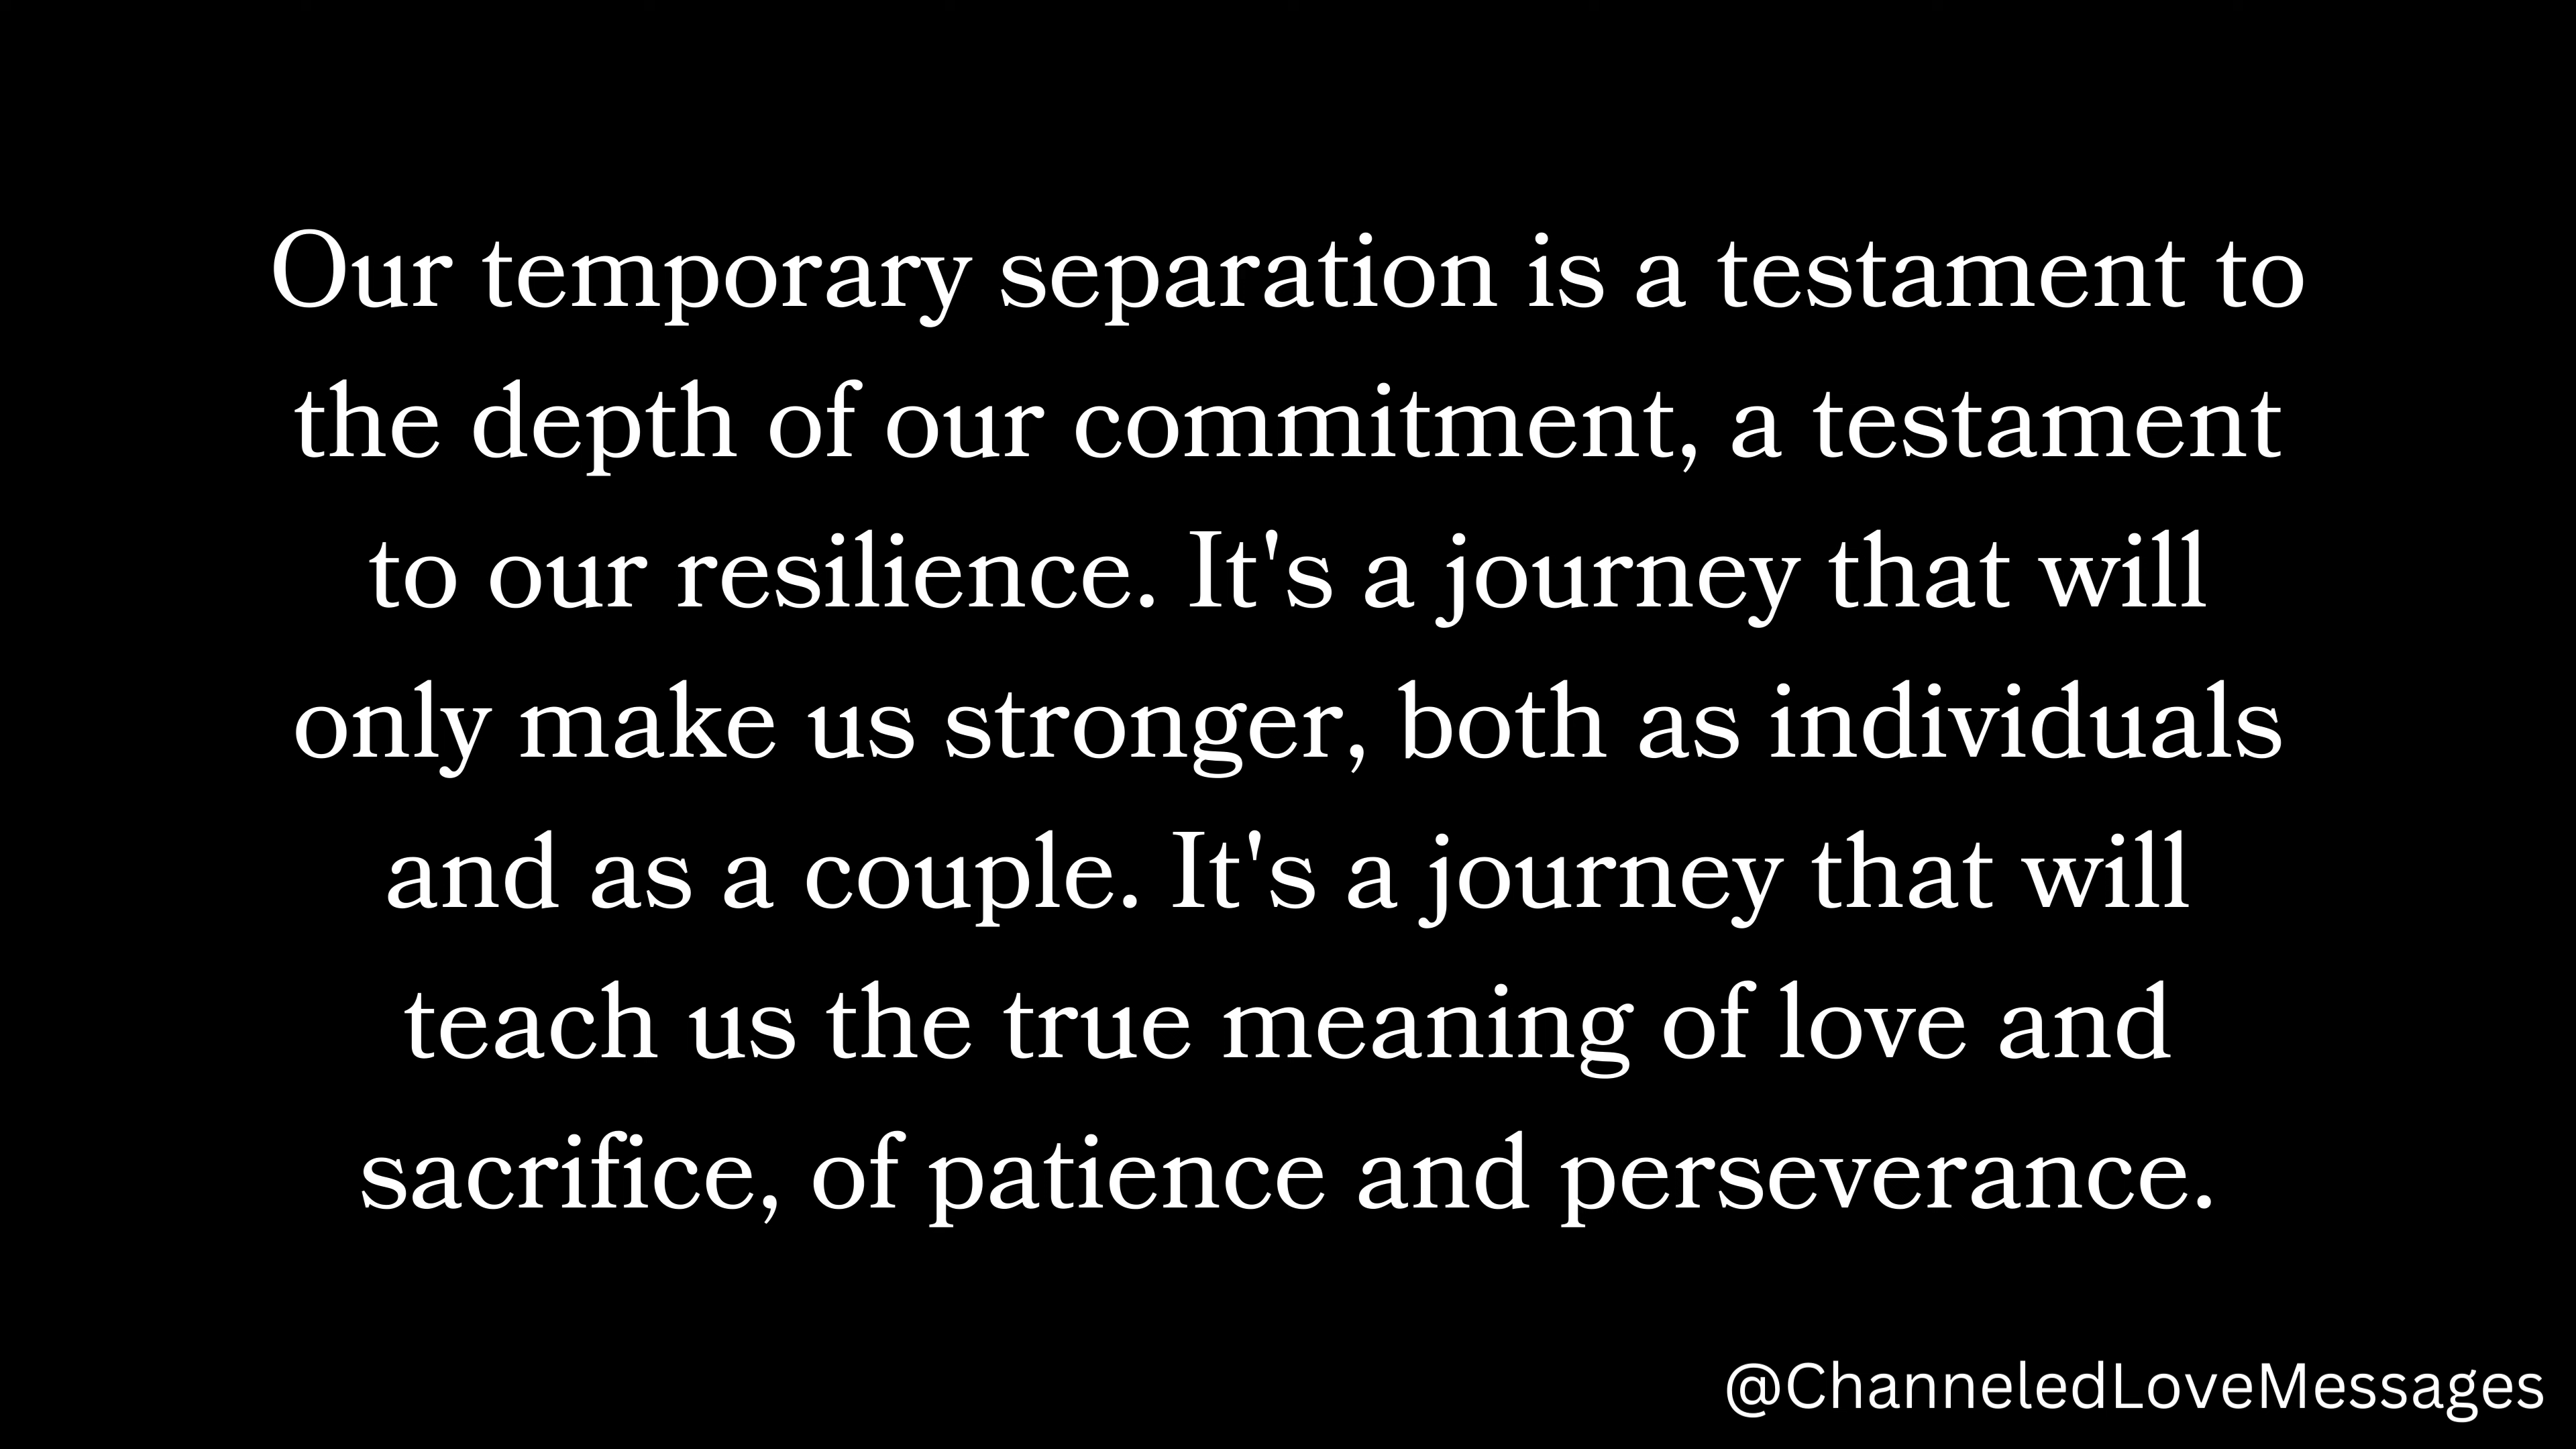 Our temporary separation is a testament to
the depth of our commitment, a testament
to our resilience. It's a journey that will
only make us stronger, both as individuals
and as a couple. It's a journey that will
teach us the true meaning of love and
sacrifice, of patience and perseverance.
@ChanneledLoveMessages